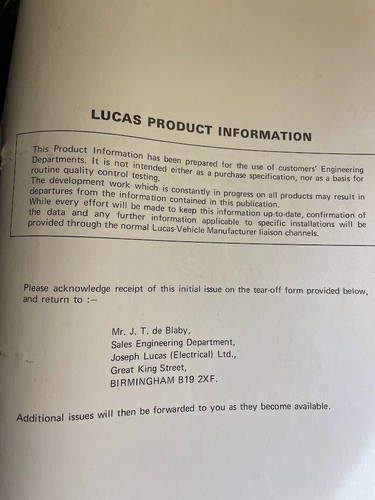 LUCAS PRODUCT INFORMATION
This Product Information has been prepared for the use of customers' Engineering
Departments. It is not intended either as a purchase specification, nor as a basis for
routine quality control testing.
The development work which is constantly in progress on all products may result in
departures from the information contained in this publication.
While every effort will be made to keep this information up-to-date, confirmation of
the data and any further information applicable to specific installations will be
provided through the normal Lucas-Vehicle Manufacturer liaison channels.
Please acknowledge receipt of this initial issue on the tear-off form provided below,
and return to :—
Mr. J. T. de Blaby,
Sales Engineering Department,
Joseph Lucas (Electrical) Ltd.,
Great King Street,
BIRMINGHAM B19 2XF.
Additional issues will then be forwarded to you as they become available.